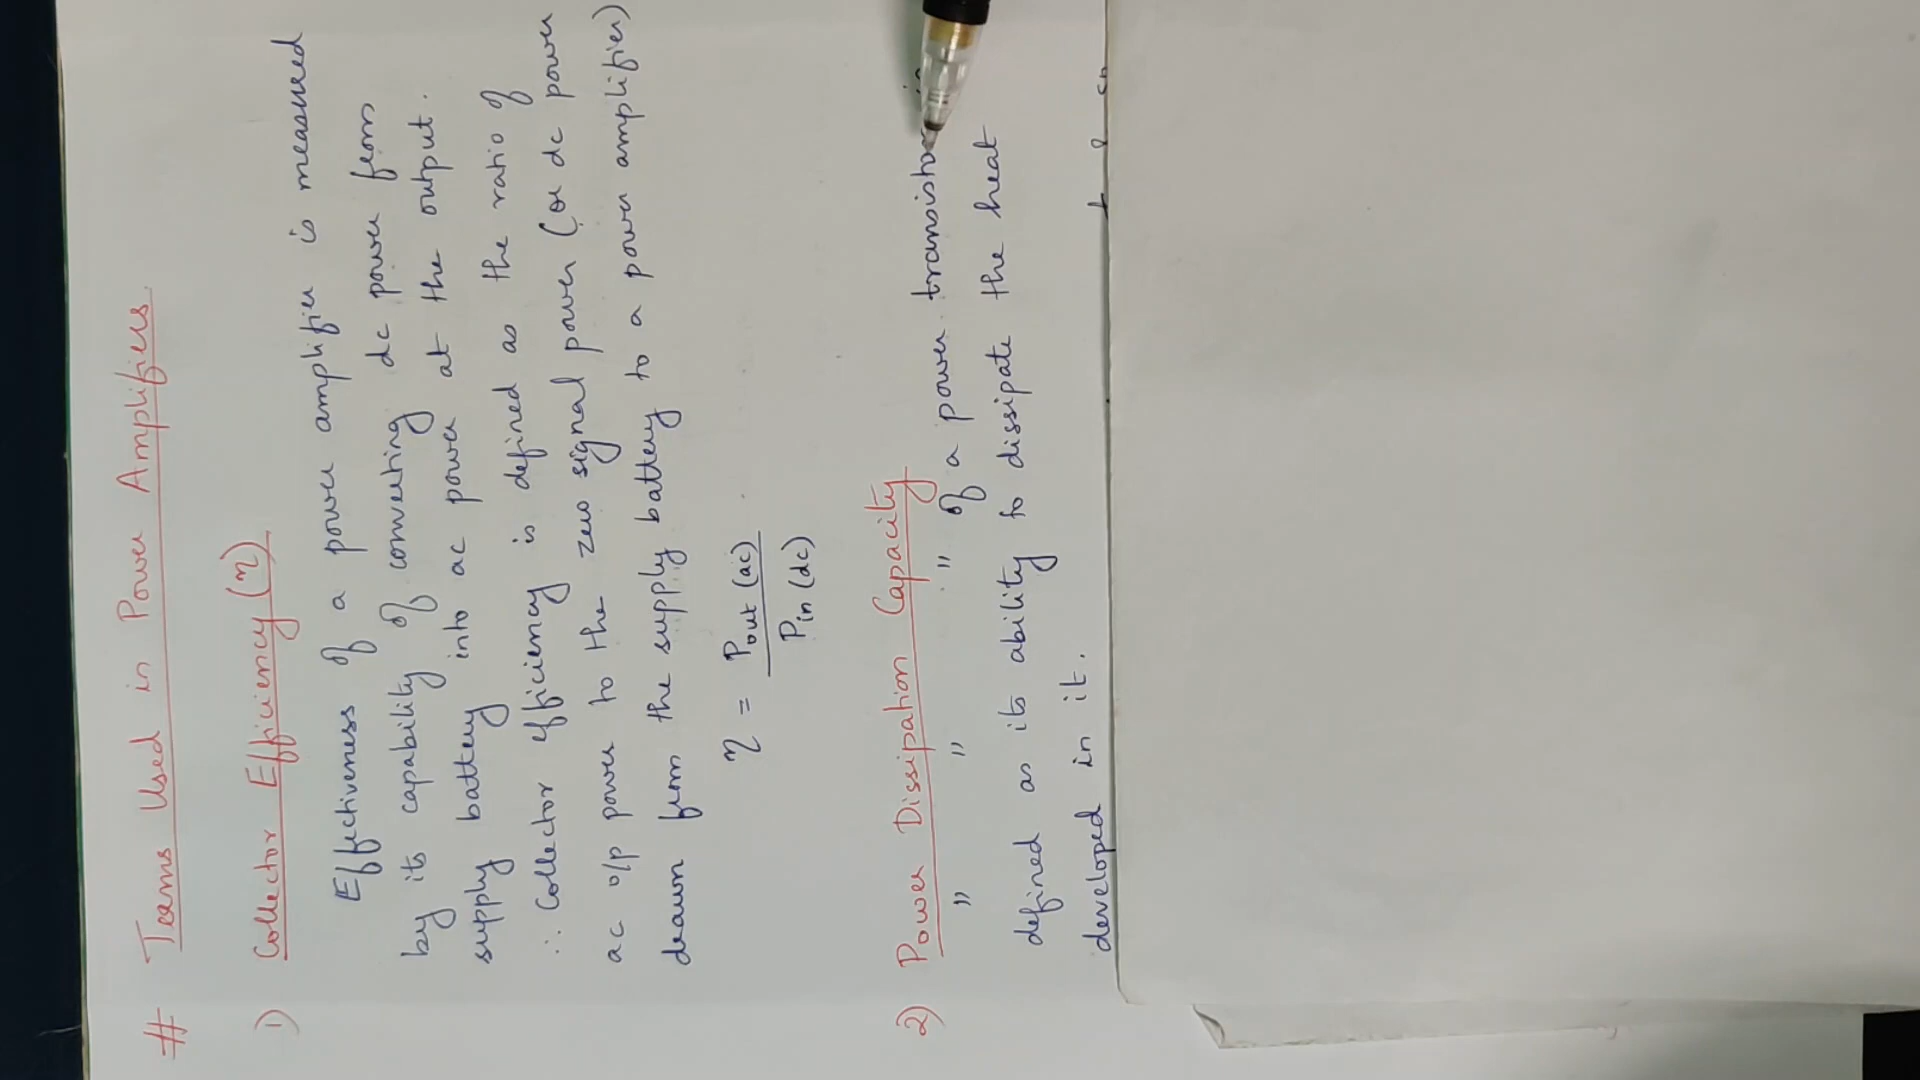 # Terms Used in Power Amplifiers
1) Collector Efficiency (η)
Effectiveness of a power amplifier is measured
by its capability of converting dc power from
supply battery into ac power at the output.
∴ Collector efficiency is defined as the ratio of
ac o/p power to the zero signal power (or dc power
drawn from the supply battery to a power amplifier)
η = Pout (ac)
Pin (dc)
2) Power Dissipation Capacity
" " " of a power transistor
defined as its ability to dissipate the heat
developed in it.